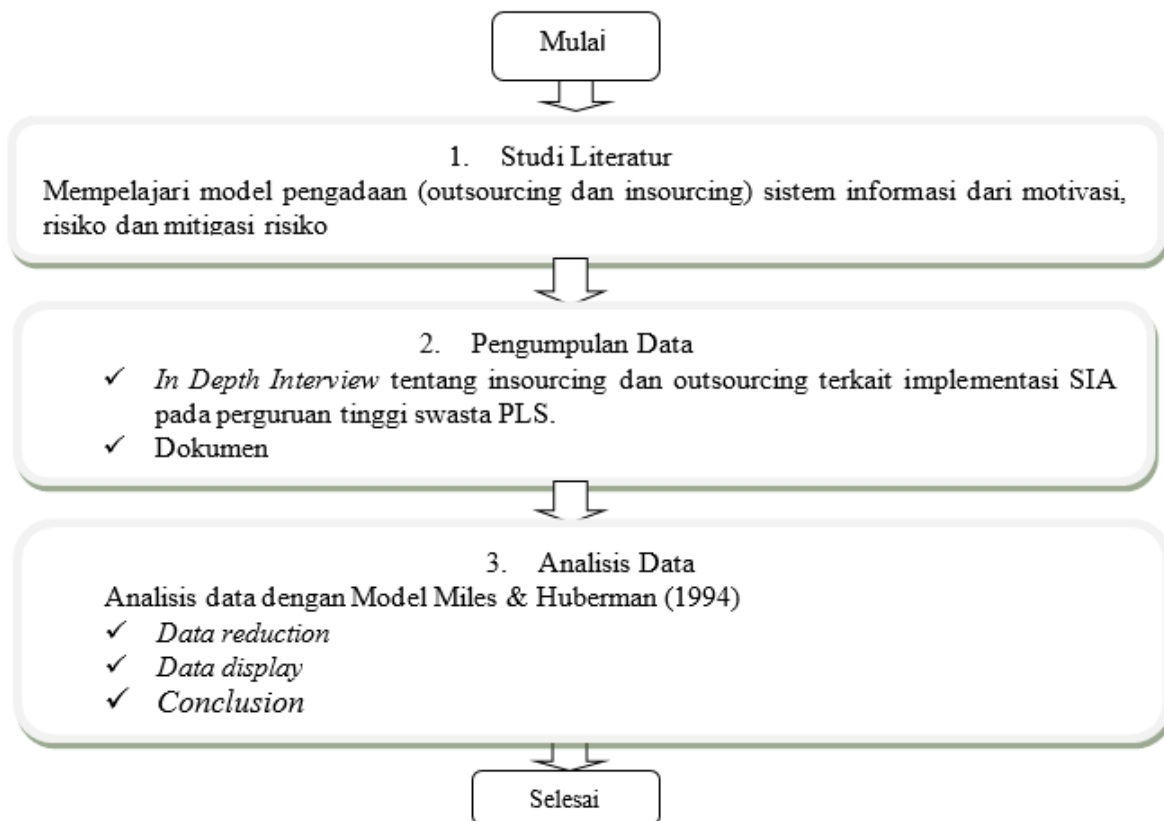 Mulai
1. Studi Literatur
Mempelajari model pengadaan (outsourcing dan insourcing) sistem informasi dari motivasi,
risiko dan mitigasi risiko
2. Pengumpulan Data
✓ In Depth Interview tentang insourcing dan outsourcing terkait implementasi SIA
pada perguruan tinggi swasta PLS.
✓ Dokumen
3. Analisis Data
Analisis data dengan Model Miles & Huberman (1994)
✓ Data reduction
✓ Data display
✓ Conclusion
Selesai